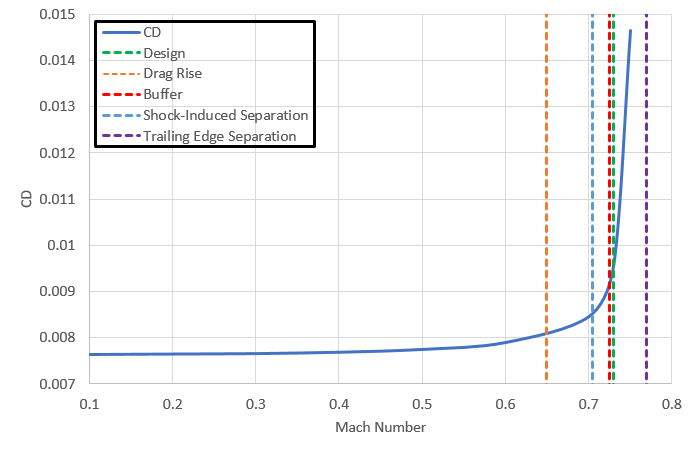 0.015
0.014
0.013
0.012
0.011
0.01
0.009
0.008
0.007
CD
CD
Design
Drag Rise
Buffer
Shock-Induced Separation
Trailing Edge Separation
0.1 0.2 0.3 0.4 0.5 0.6 0.7 0.8
Mach Number